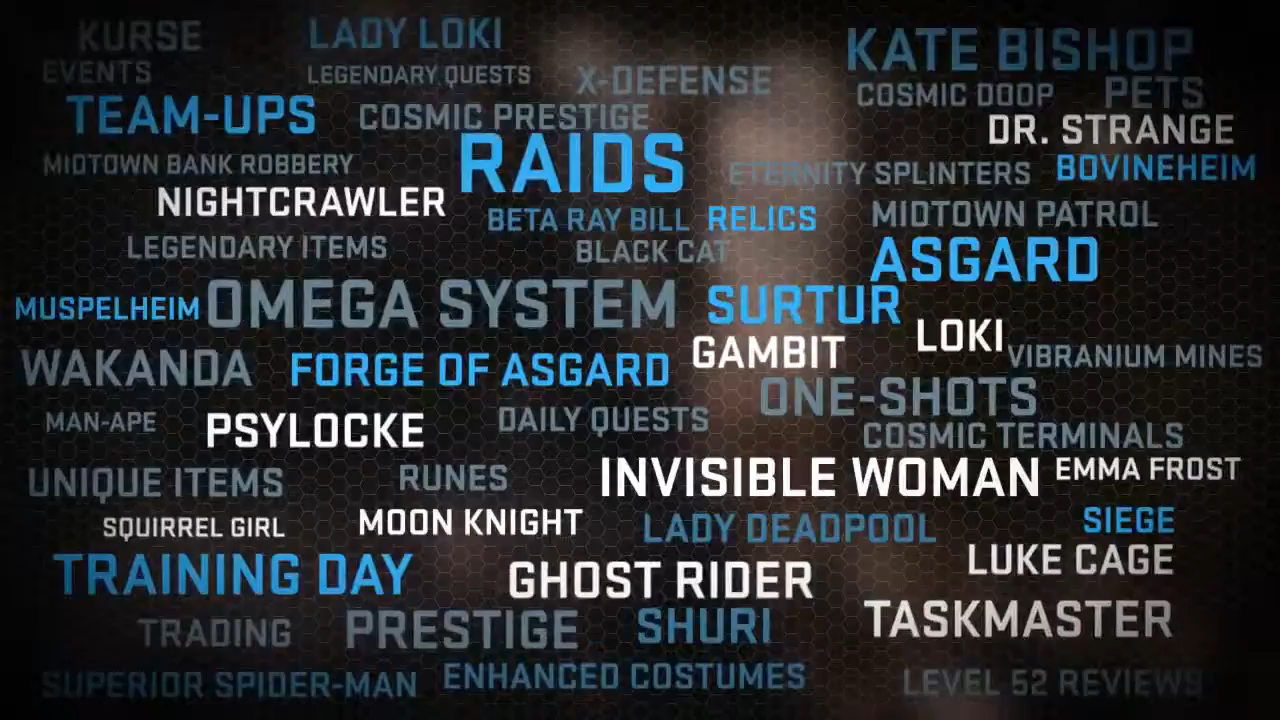 KURSE
LADY LOKI
KATE BISHOP
EVENTS
LEGENDARY QUESTS
X-DEFENSE
COSMIC DOOP
PETS
TEAM-UPS
COSMIC PRESTIGE
DR. STRANGE
MIDTOWN BANK ROBBERY
RAIDS
ETERNITY SPLINTERS
BOVINEHEIM
NIGHTCRAWLER
BETA RAY BILL
RELICS
MIDTOWN PATROL
LEGENDARY ITEMS
BLACK CAT
ASGARD
MUSPELHEIM
OMEGA SYSTEM
SURTUR
LOKI
WAKANDA
FORGE OF ASGARD
GAMBIT
VIBRANIUM MINES
ONE-SHOTS
MAN-APE
PSYLOCKE
DAILY QUESTS
COSMIC TERMINALS
UNIQUE ITEMS
RUNES
INVISIBLE WOMAN
EMMA FROST
SQUIRREL GIRL
MOON KNIGHT
LADY DEADPOOL
SIEGE
TRAINING DAY
GHOST RIDER
LUKE CAGE
TRADING
PRESTIGE
SHURI
TASKMASTER
SUPERIOR SPIDER-MAN
ENHANCED COSTUMES
LEVEL 52 REVIEWS